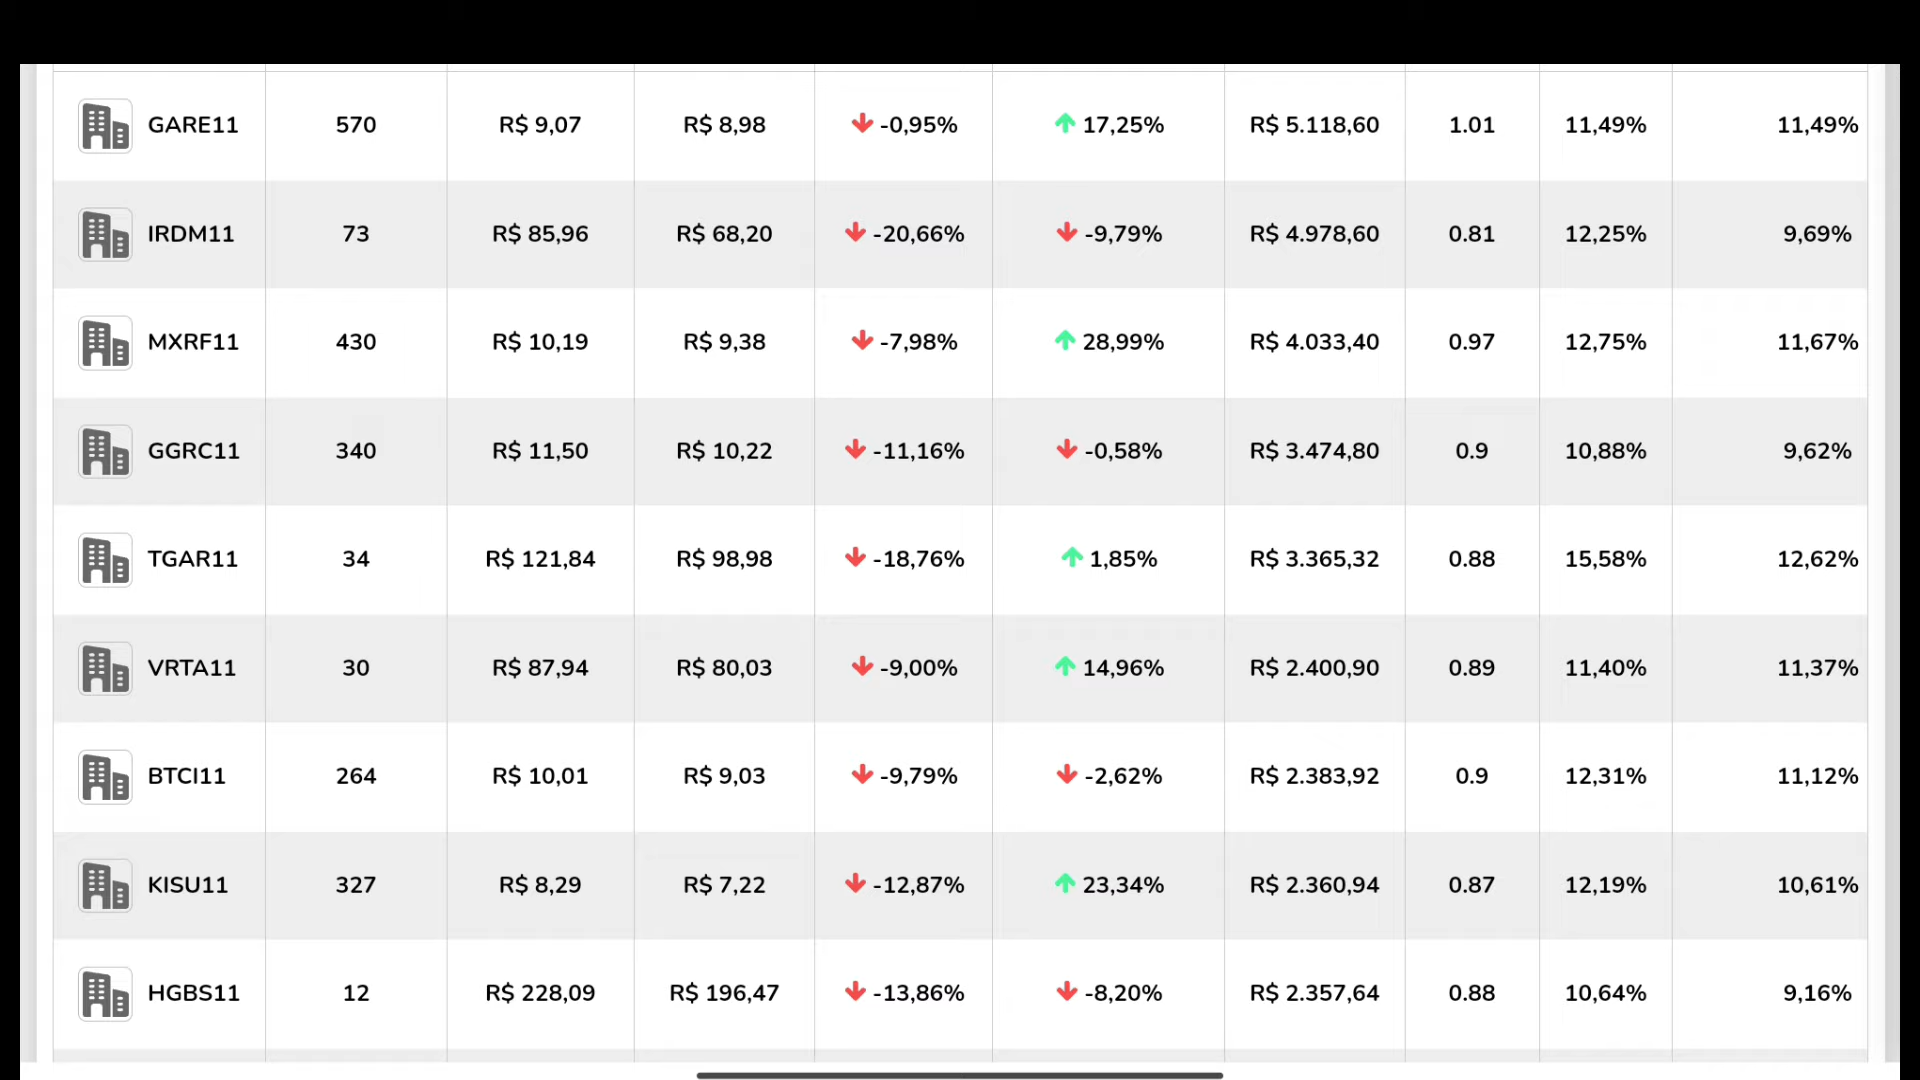 GARE11 570 R$ 9,07 R$ 8,98 -0,95% 17,25% R$ 5.118,60 1.01 11,49% 11,49%
IRDM11 73 R$ 85,96 R$ 68,20 -20,66% -9,79% R$ 4.978,60 0.81 12,25% 9,69%
MXRF11 430 R$ 10,19 R$ 9,38 -7,98% 28,99% R$ 4.033,40 0.97 12,75% 11,67%
GGRC11 340 R$ 11,50 R$ 10,22 -11,16% -0,58% R$ 3.474,80 0.9 10,88% 9,62%
TGAR11 34 R$ 121,84 R$ 98,98 -18,76% 1,85% R$ 3.365,32 0.88 15,58% 12,62%
VRTA11 30 R$ 87,94 R$ 80,03 -9,00% 14,96% R$ 2.400,90 0.89 11,40% 11,37%
BTCI11 264 R$ 10,01 R$ 9,03 -9,79% -2,62% R$ 2.383,92 0.9 12,31% 11,12%
KISU11 327 R$ 8,29 R$ 7,22 -12,87% 23,34% R$ 2.360,94 0.87 12,19% 10,61%
HGBS11 12 R$ 228,09 R$ 196,47 -13,86% -8,20% R$ 2.357,64 0.88 10,64% 9,16%